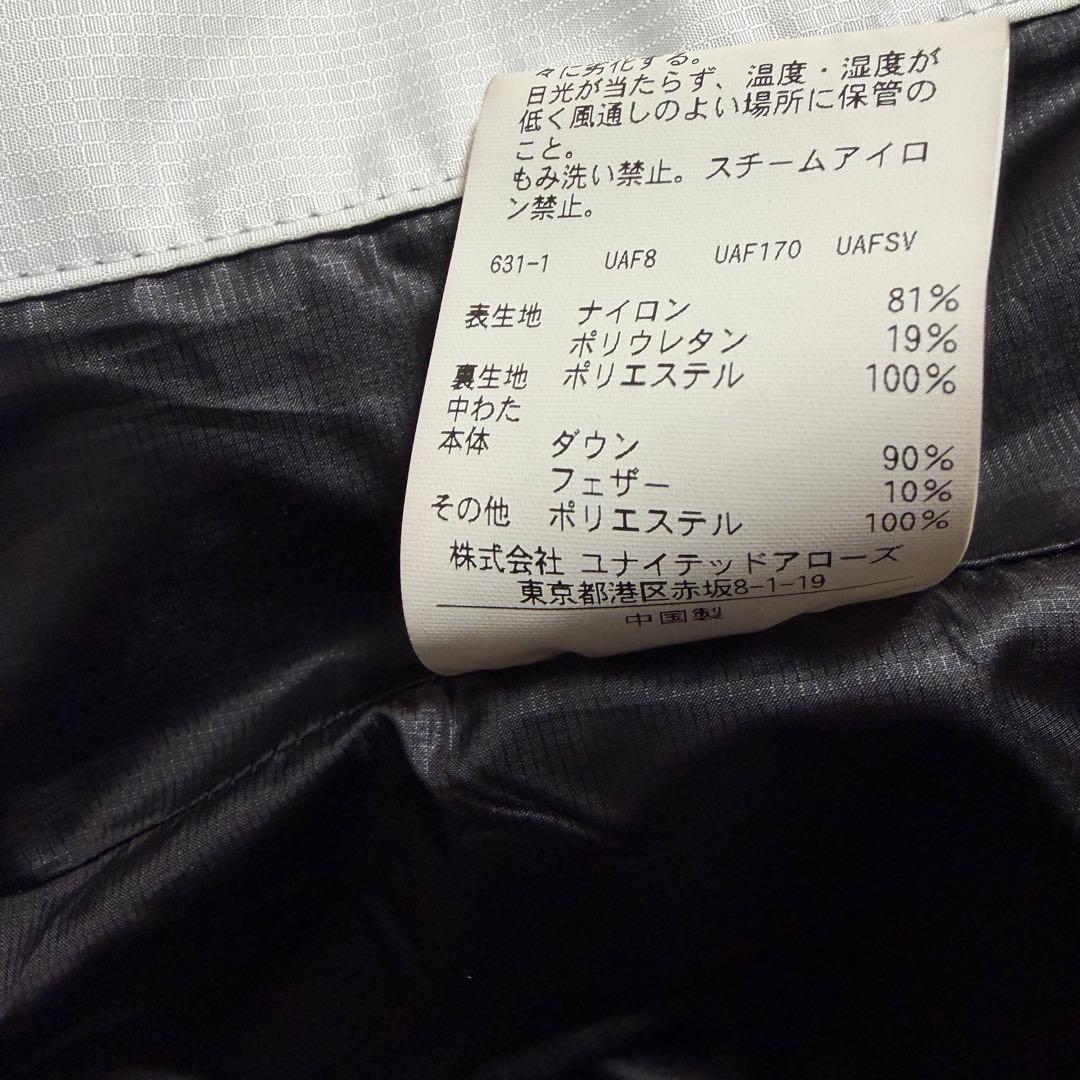 々に劣化する。
日光が当たらず、温度・湿度が
低く風通しのよい場所に保管の
こと。
もみ洗い禁止。スチームアイロ
ン禁止。
631-1 UAF8 UAF170 UAFSV
表生地 ナイロン 81%
ポリウレタン 19%
裏生地 ポリエステル 100%
中わた
本体 ダウン 90%
フェザー 10%
その他 ポリエステル 100%
株式会社 ユナイテッドアローズ
東京都港区赤坂8-1-19
中国製